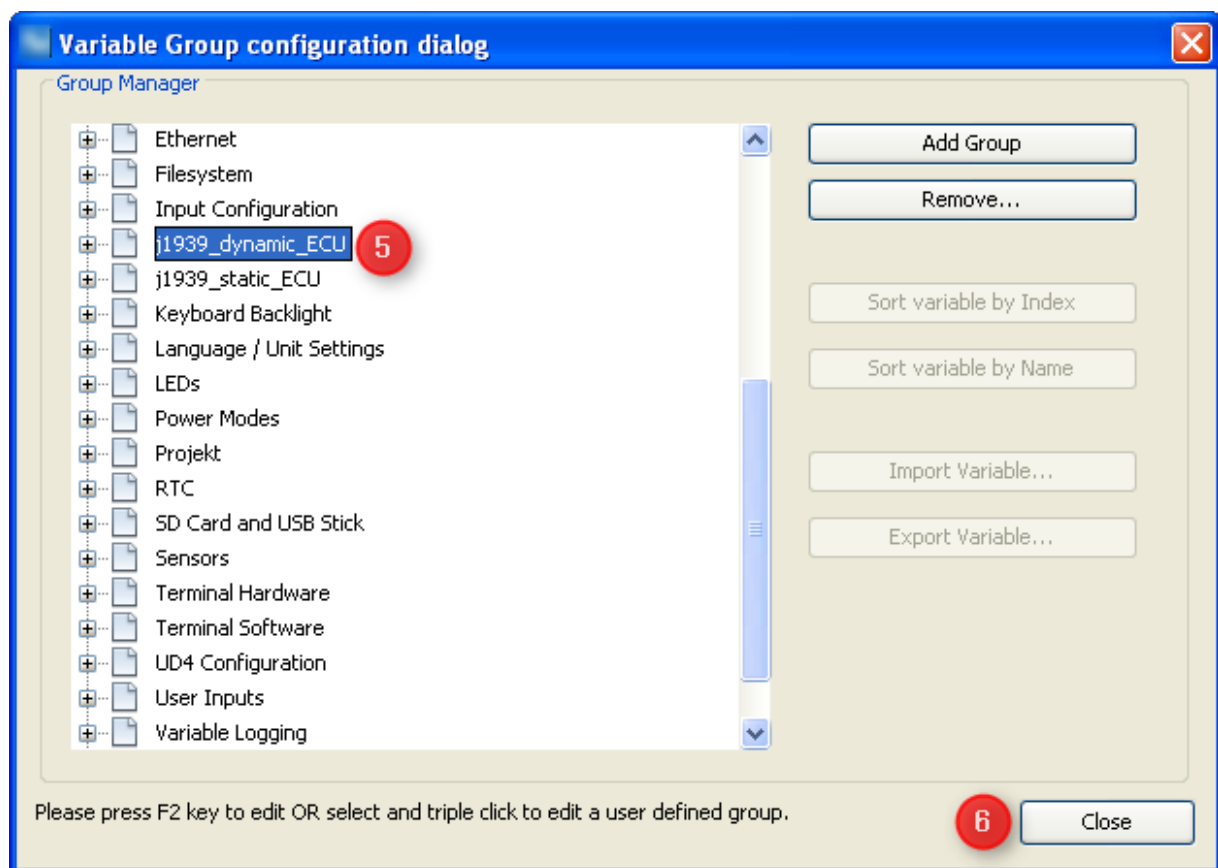 Variable Group configuration dialog
Group Manager
Ethernet
Filesystem
Input Configuration
j1939_dynamic_ECU
5
j1939_static_ECU
Keyboard Backlight
Language / Unit Settings
LEDs
Power Modes
Projekt
RTC
SD Card and USB Stick
Sensors
Terminal Hardware
Terminal Software
UD4 Configuration
User Inputs
Variable Logging
Add Group
Remove...
Sort variable by Index
Sort variable by Name
Import Variable...
Export Variable...
Please press F2 key to edit OR select and triple click to edit a user defined group.
6
Close